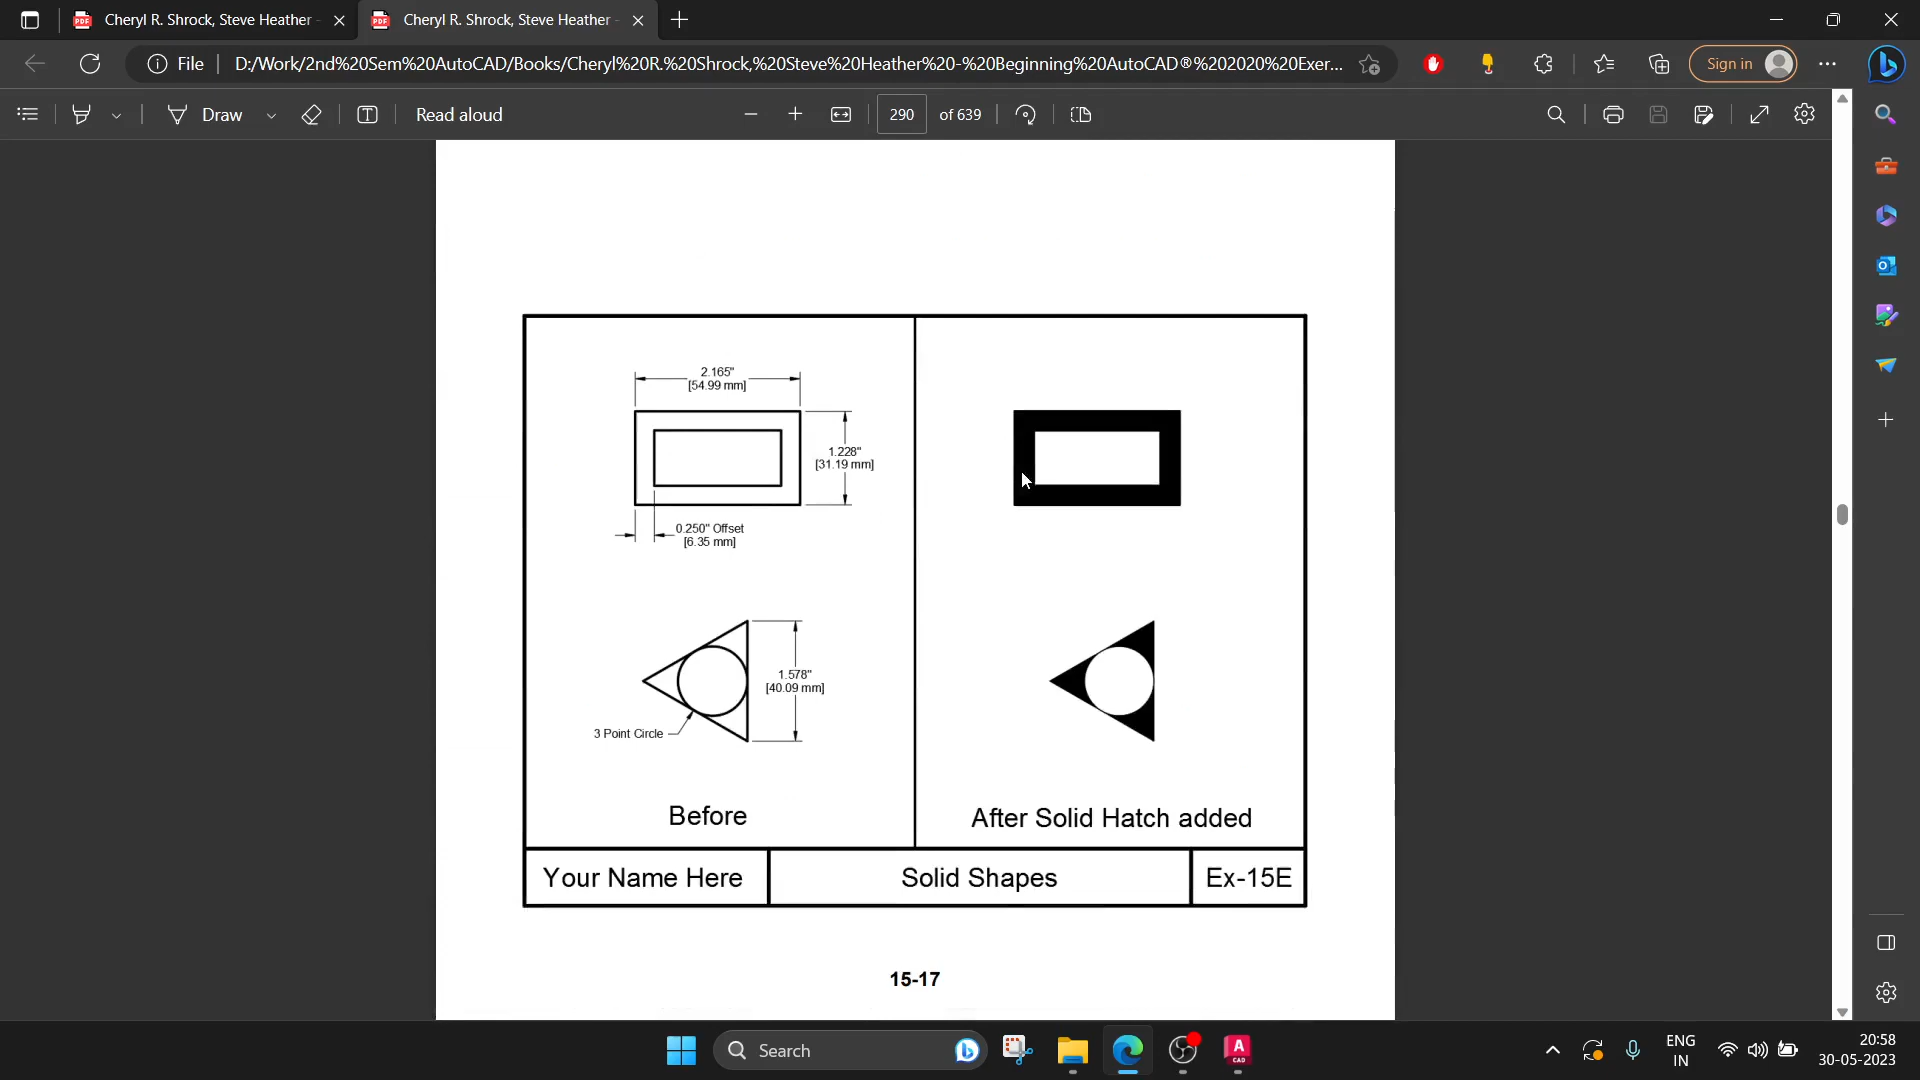 Cheryl R. Shrock, Steve Heather -
Cheryl R. Shrock, Steve Heather -
File
D:/Work/2nd%20Sem%20AutoCAD/Books/Cheryl%20R.%20Shrock,%20Steve%20Heather%20-%20Beginning%20AutoCAD®%202020%20Exer...
Sign in
Draw
Read aloud
290
of 639
2.165"
[54.99 mm]
1.228"
[31.19 mm]
0.250" Offset
[6.35 mm]
1.578"
[40.09 mm]
3 Point Circle
Before
After Solid Hatch added
Your Name Here
Solid Shapes
Ex-15E
15-17
Search
ENG
IN
20:58
30-05-2023